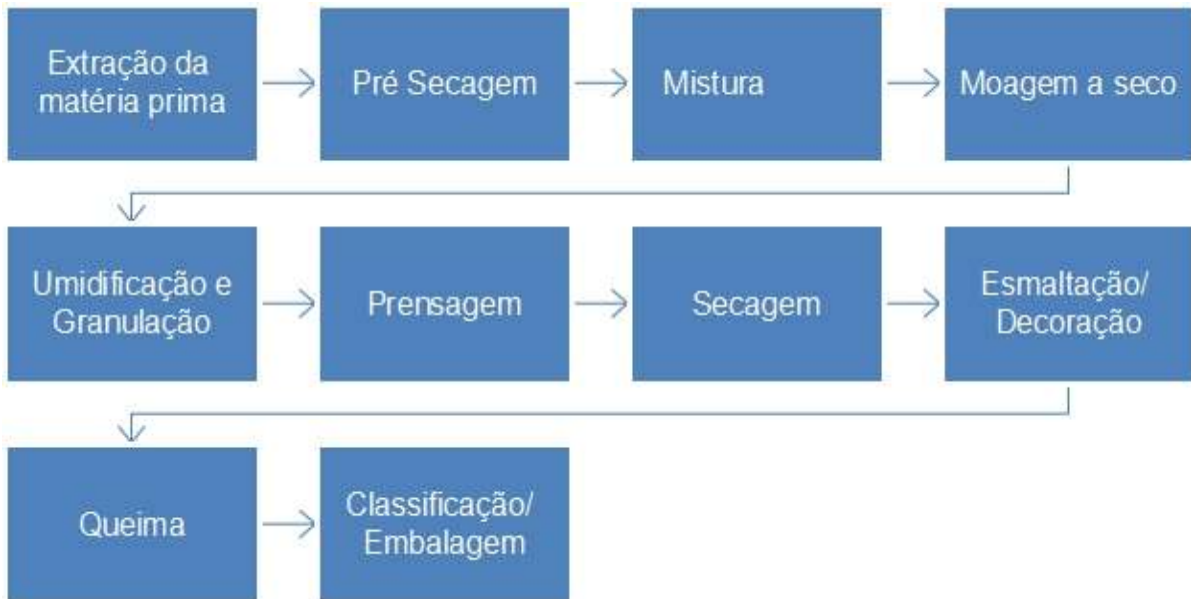 Extração da
matéria prima
Pré Secagem
Mistura
Moagem a seco
Umidificação e
Granulação
Prensagem
Secagem
Esmaltação/
Decoração
Queima
Classificação/
Embalagem